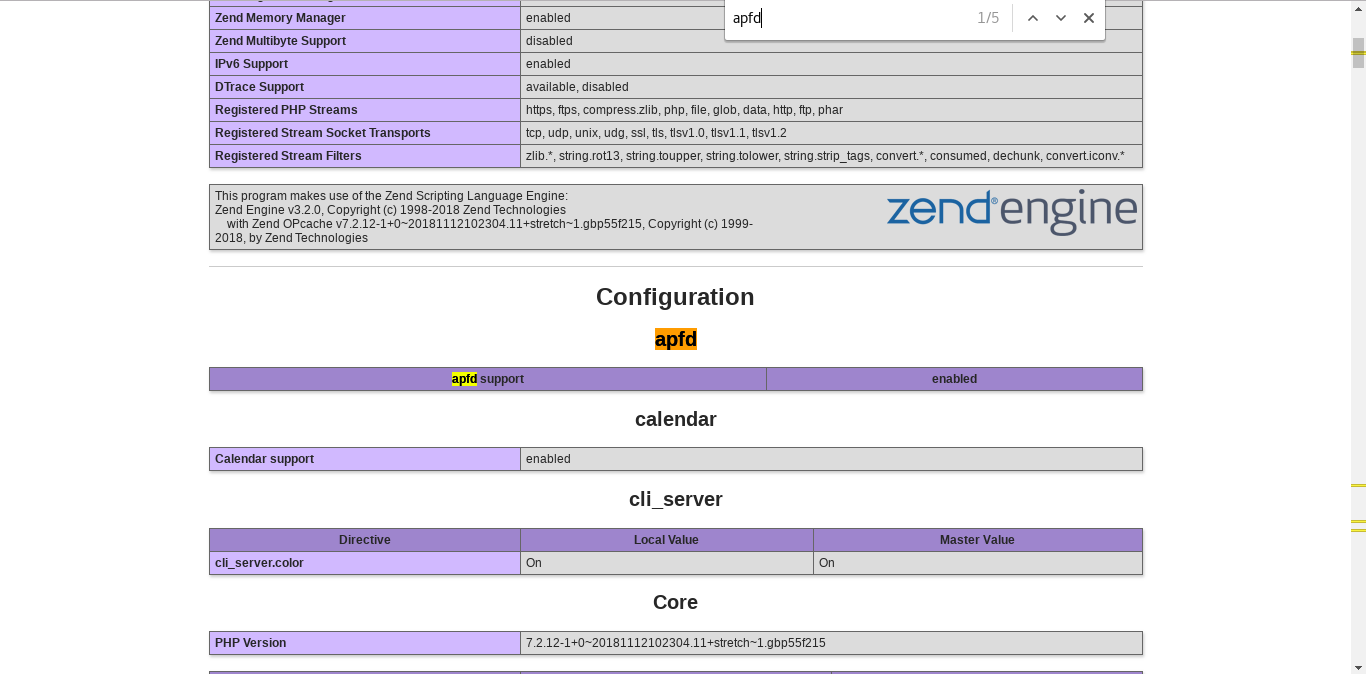 Zend Memory Manager enabled
apfd 1/5
Zend Multibyte Support disabled
IPv6 Support enabled
DTrace Support available, disabled
Registered PHP Streams https, ftps, compress.zlib, php, file, glob, data, http, ftp, phar
Registered Stream Socket Transports tcp, udp, unix, udg, ssl, tls, tlsv1.0, tlsv1.1, tlsv1.2
Registered Stream Filters zlib.*, string.rot13, string.toupper, string.tolower, string.strip_tags, convert.*, consumed, dechunk, convert.iconv.*
This program makes use of the Zend Scripting Language Engine:
Zend Engine v3.2.0, Copyright (c) 1998-2018 Zend Technologies
with Zend OPcache v7.2.12-1+0~20181112102304.11+stretch~1.gbp55f215, Copyright (c) 1999-
2018, by Zend Technologies
zend®engine
Configuration
apfd
apfd support enabled
calendar
Calendar support enabled
cli_server
Directive Local Value Master Value
cli_server.color On On
Core
PHP Version 7.2.12-1+0~20181112102304.11+stretch~1.gbp55f215